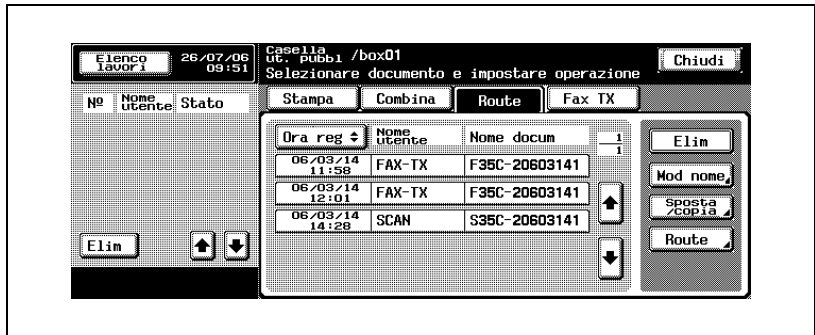 Elenco
lavori
26/07/06
09:51
Casella
ut. pubbl /box01
Selezionare documento e impostare operazione
Chiudi
Nº Nome
utente Stato
Stampa Combina Route Fax TX
Ora reg Nome
utente Nome docum 1
1
06/03/14
11:58 FAX-TX F35C-20603141
06/03/14
12:01 FAX-TX F35C-20603141
06/03/14
14:28 SCAN S35C-20603141
Elim
Mod nome
Sposta
/copia
Route
Elim